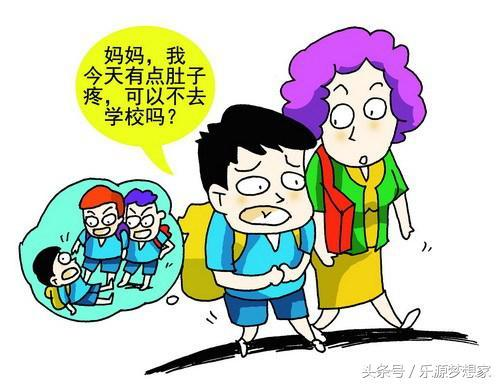 妈妈，我
今天有点肚子
疼，可以不去
学校吗？
头条号／乐源梦想家